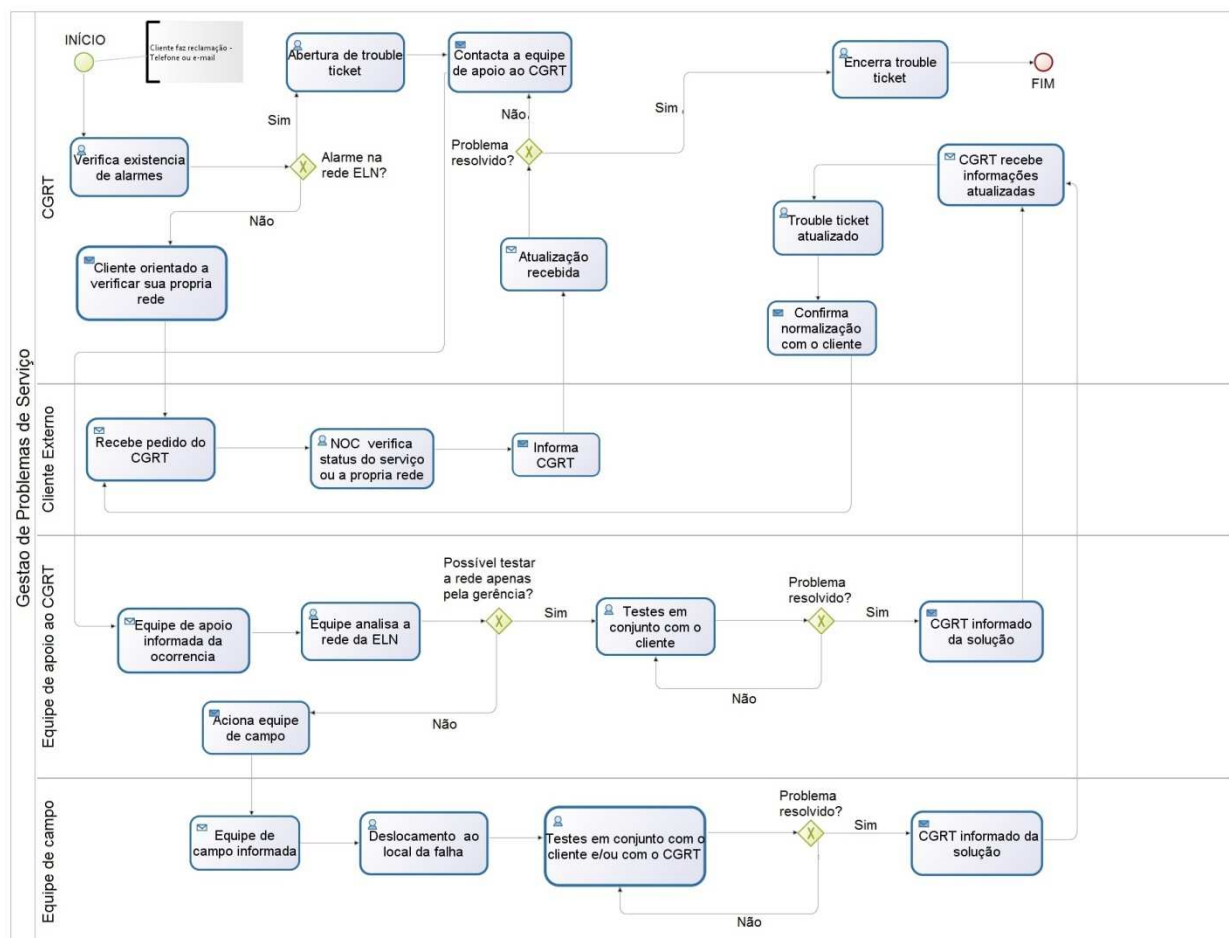 Gestao de Problemas de Serviço
CGRT
INÍCIO
Cliente faz reclamação -
Telefone ou e-mail
Abertura de trouble
ticket
Contacta a equipe
de apoio ao CGRT
Encerra trouble
ticket
FIM
Sim
Não
Sim
Verifica existencia
de alarmes
Alarme na
rede ELN?
Problema
resolvido?
CGRT recebe
informações
atualizadas
Não
Trouble ticket
atualizado
Cliente orientado a
verificar sua propria
rede
Atualização
recebida
Confirma
normalização
com o cliente
Cliente Externo
Recebe pedido do
CGRT
NOC verifica
status do serviço
ou a propria rede
Informa
CGRT
Equipe de apoio ao CGRT
Possível testar
a rede apenas
pela gerência?
Problema
resolvido?
Equipe de apoio
informada da
ocorrencia
Equipe analisa a
rede da ELN
Sim
Testes em
conjunto com o
cliente
Sim
CGRT informado
da solução
Não
Não
Aciona equipe
de campo
Equipe de campo
Problema
resolvido?
Equipe de
campo informada
Deslocamento ao
local da falha
Testes em conjunto com o
cliente e/ou com o CGRT
Sim
CGRT informado da
solução
Não